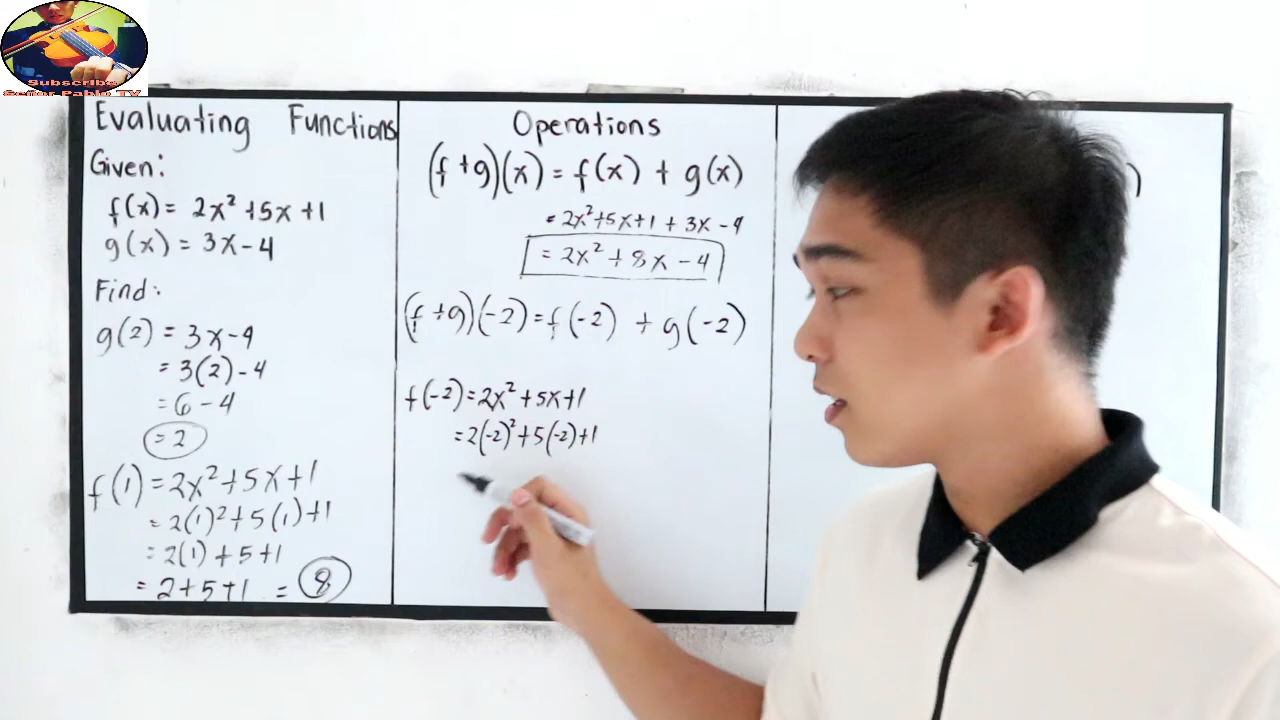 Subscribe
Señor Pablo TV
Evaluating Functions
Given:
f(x) = 2x² + 5x + 1
g(x) = 3x - 4
Find:
g(2) = 3x - 4
= 3(2) - 4
= 6 - 4
= 2
f(1) = 2x² + 5x + 1
= 2(1)² + 5(1) + 1
= 2(1) + 5 + 1
= 2 + 5 + 1 = 8
Operations
(f + g)(x) = f(x) + g(x)
= 2x² + 5x + 1 + 3x - 4
= 2x² + 8x - 4
(f + g)(-2) = f(-2) + g(-2)
f(-2) = 2x² + 5x + 1
= 2(-2)² + 5(-2) + 1
)